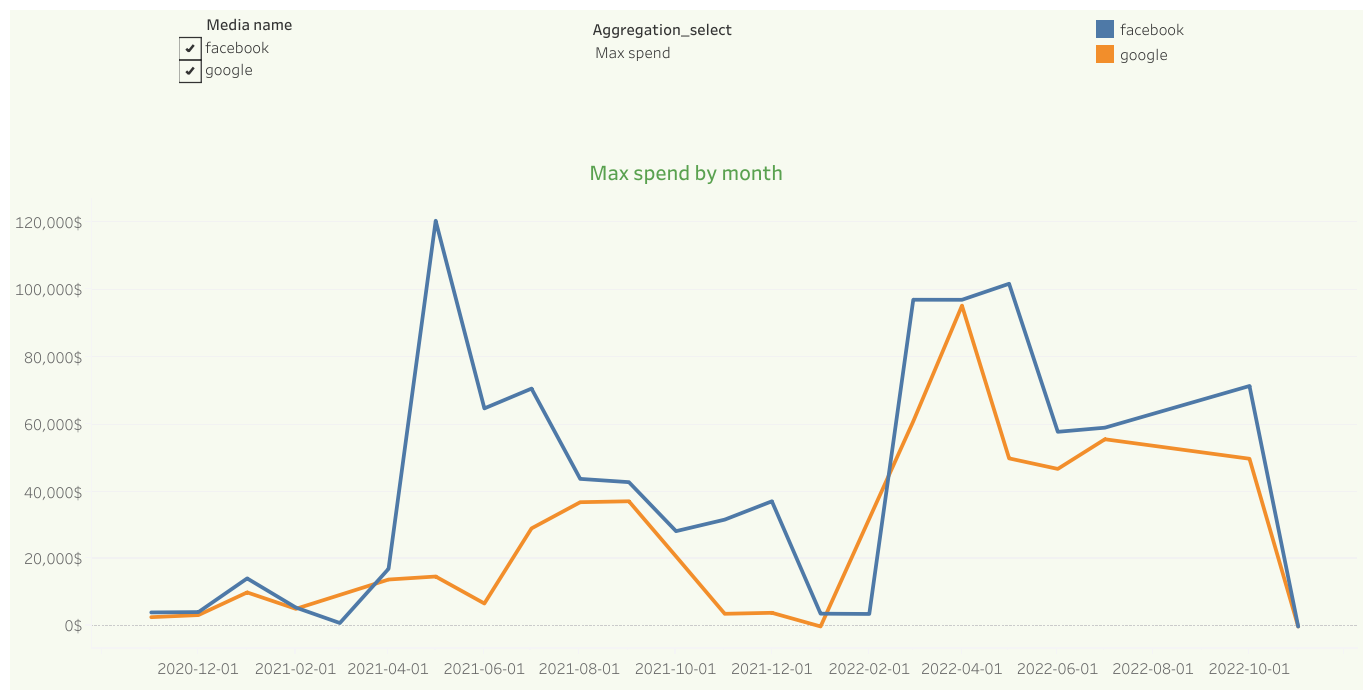 Media name
facebook
google
Aggregation_select
Max spend
facebook
google
Max spend by month
120,000$
100,000$
80,000$
60,000$
40,000$
20,000$
0$
2020-12-01 2021-02-01 2021-04-01 2021-06-01 2021-08-01 2021-10-01 2021-12-01 2022-02-01 2022-04-01 2022-06-01 2022-08-01 2022-10-01